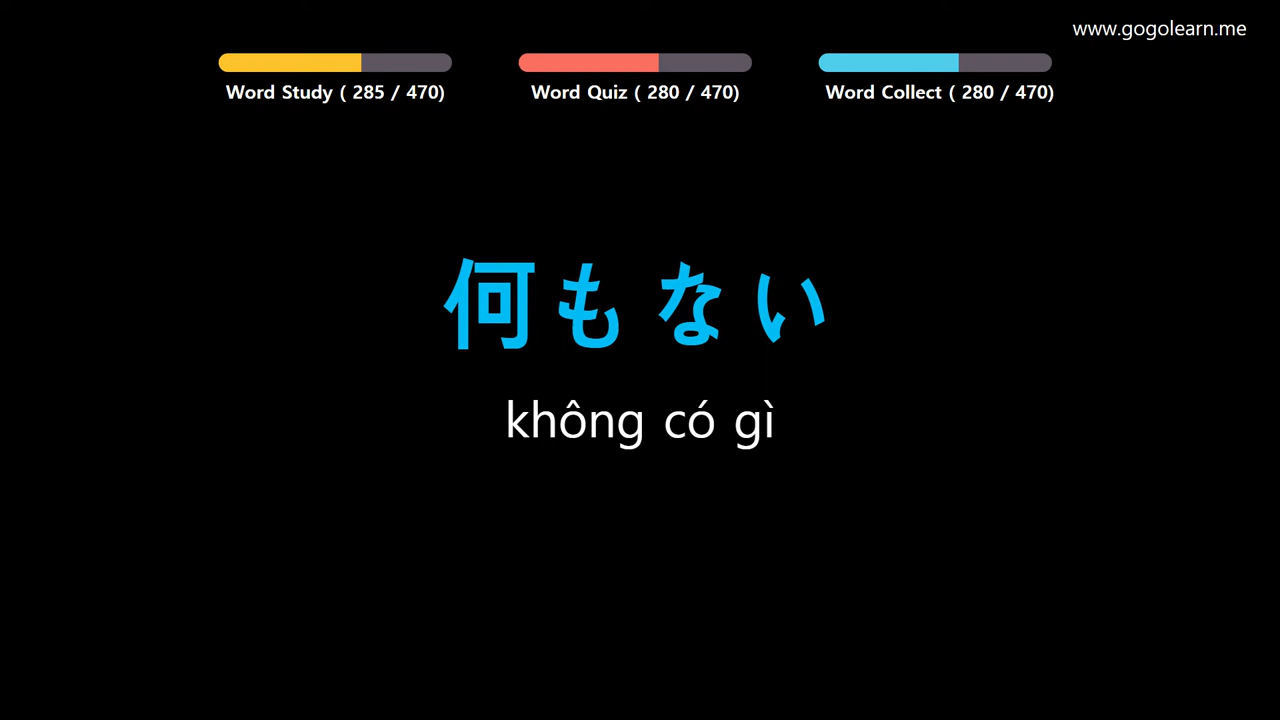 www.gogolearn.me
Word Study ( 285 / 470)
Word Quiz ( 280 / 470)
Word Collect ( 280 / 470)
何もない
không có gì